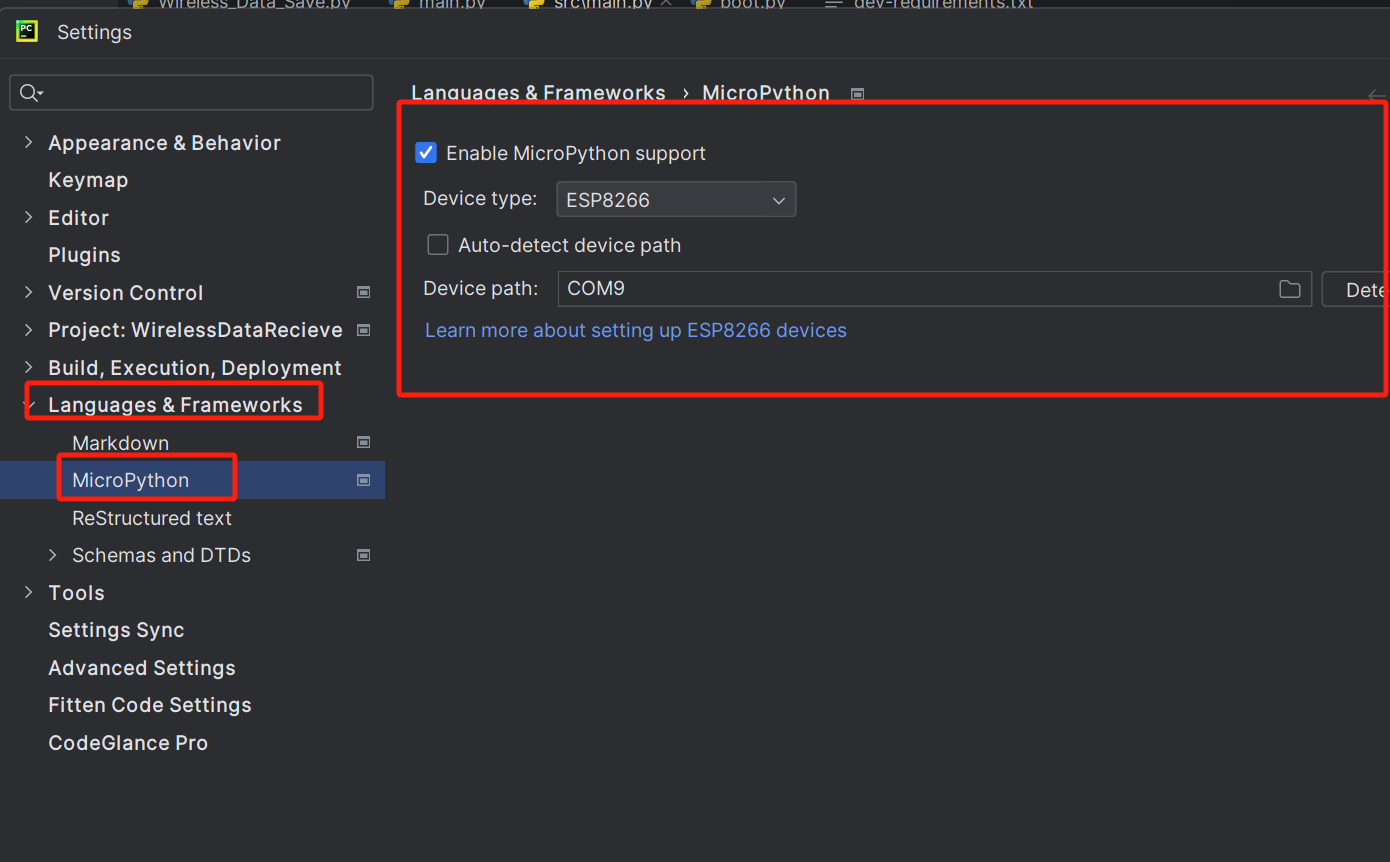 Wireless_Data_Save.py main.py src\main.py boot.py dev-requirements.txt
PC
Settings
Languages & Frameworks › MicroPython
Appearance & Behavior
Keymap
Editor
Plugins
Version Control
Project: WirelessDataRecieve
Build, Execution, Deployment
Languages & Frameworks
Markdown
MicroPython
ReStructured text
Schemas and DTDs
Tools
Settings Sync
Advanced Settings
Fitten Code Settings
CodeGlance Pro
Enable MicroPython support
Device type: ESP8266
Auto-detect device path
Device path: COM9 Dete
Learn more about setting up ESP8266 devices